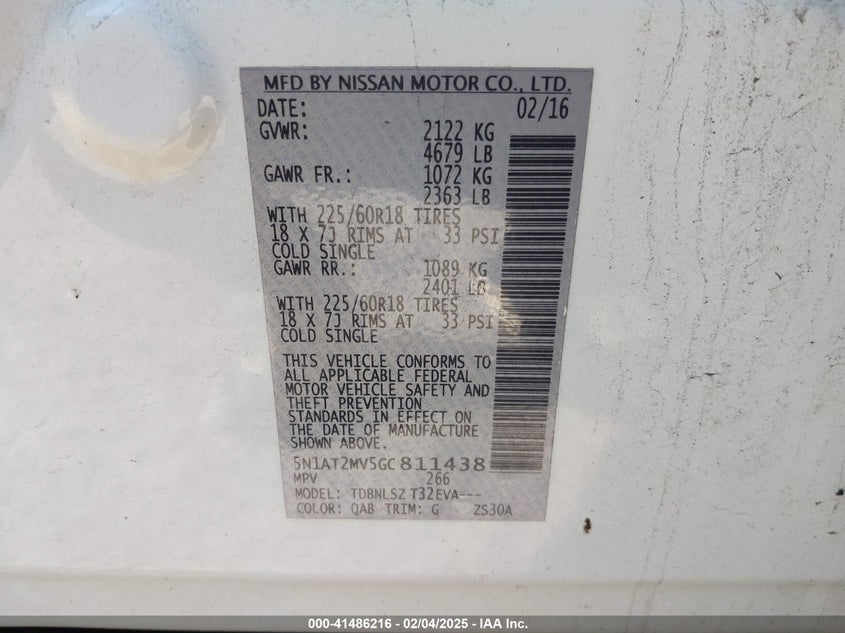 MFD BY NISSAN MOTOR CO., LTD.
DATE: 02/16
GVWR: 2122 KG
4679 LB
GAWR FR.: 1072 KG
2363 LB
WITH 225/60R18 TIRES
18 X 7J RIMS AT 33 PSI
COLD SINGLE
GAWR RR.: 1089 KG
2401 LB
WITH 225/60R18 TIRES
18 X 7J RIMS AT 33 PSI
COLD SINGLE
THIS VEHICLE CONFORMS TO
ALL APPLICABLE FEDERAL
MOTOR VEHICLE SAFETY AND
THEFT PREVENTION
STANDARDS IN EFFECT ON
THE DATE OF MANUFACTURE
SHOWN ABOVE.
5N1AT2MV5GC811438
MPV 266
MODEL: TDBNLSZ T32EVA---
COLOR: QAB TRIM: G ZS30A
000-41486216 - 02/04/2025 - IAA Inc.